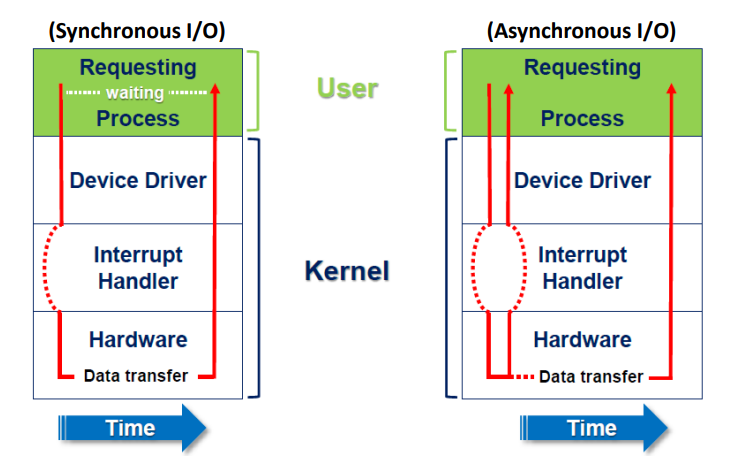 (Synchronous I/O)
Requesting
waiting
Process
Device Driver
Interrupt
Handler
Hardware
Data transfer
Time
User
Kernel
(Asynchronous I/O)
Requesting
Process
Device Driver
Interrupt
Handler
Hardware
Data transfer
Time